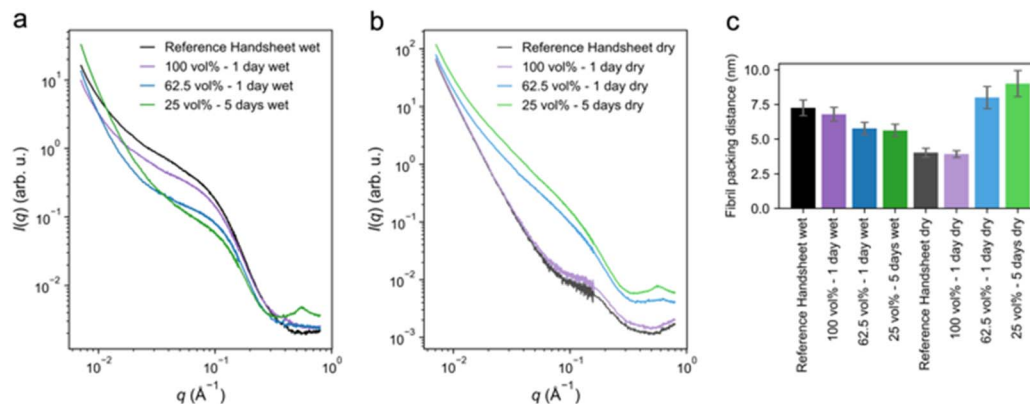 a
Reference Handsheet wet
100 vol% - 1 day wet
62.5 vol% - 1 day wet
25 vol% - 5 days wet
I(q) (arb. u.)
10¹
10⁰
10⁻¹
10⁻²
10⁻² 10⁻¹ 10⁰
q (Å⁻¹)
b
Reference Handsheet dry
100 vol% - 1 day dry
62.5 vol% - 1 day dry
25 vol% - 5 days dry
I(q) (arb. u.)
10²
10¹
10⁰
10⁻¹
10⁻²
10⁻³
10⁻² 10⁻¹ 10⁰
q (Å⁻¹)
c
Fibril packing distance (nm)
10.0
7.5
5.0
2.5
0.0
Reference Handsheet wet
100 vol% - 1 day wet
62.5 vol% - 1 day wet
25 vol% - 5 days wet
Reference Handsheet dry
100 vol% - 1 day dry
62.5 vol% - 1 day dry
25 vol% - 5 days dry